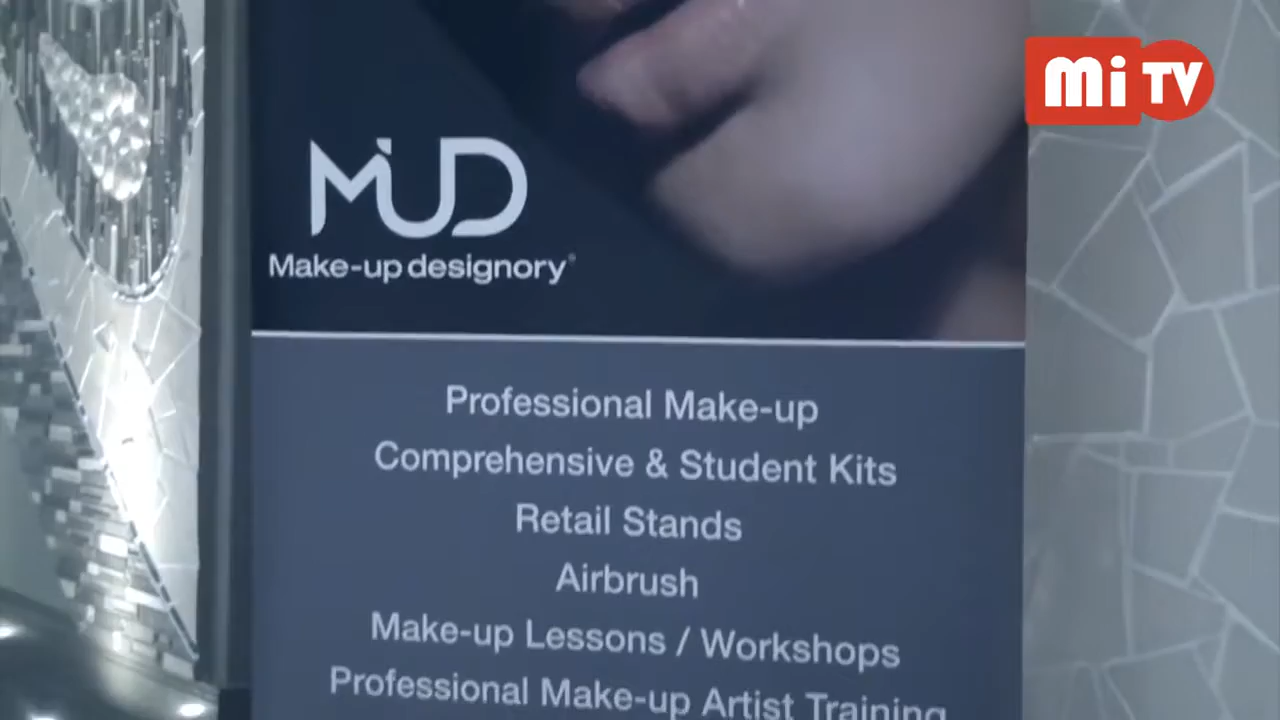 Mi TV
MUD
Make-up designory®
Professional Make-up
Comprehensive & Student Kits
Retail Stands
Airbrush
Make-up Lessons / Workshops
Professional Make-up Artist Training